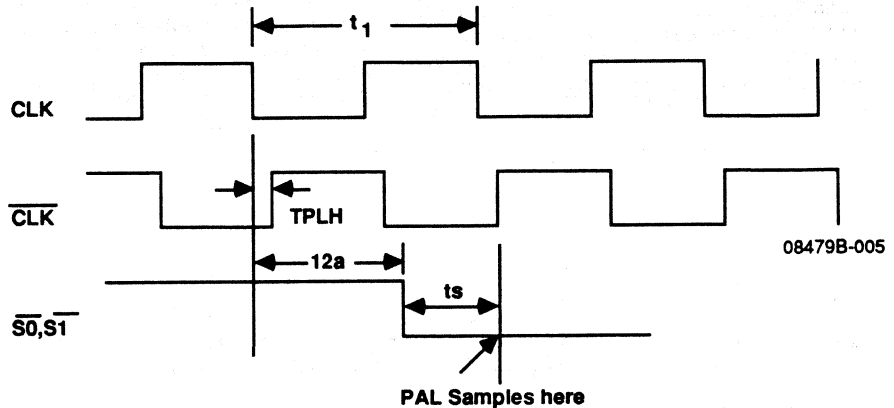 t1
CLK
CLK
TPLH
08479B-005
12a
ts
S0,S1
PAL Samples here